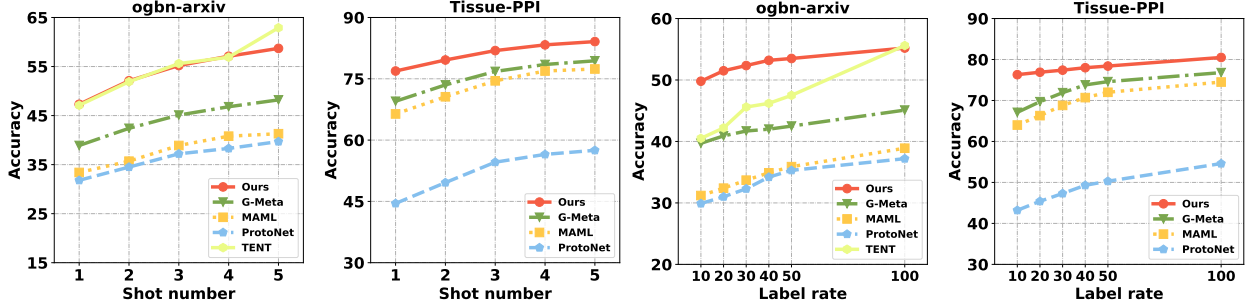 ogbn-arxiv
65
55
45
35
25
15
Accuracy
1 2 3 4 5
Shot number
Ours
G-Meta
MAML
ProtoNet
TENT
Tissue-PPI
90
75
60
45
30
Accuracy
1 2 3 4 5
Shot number
Ours
G-Meta
MAML
ProtoNet
ogbn-arxiv
60
50
40
30
20
Accuracy
10 20 30 40 50 100
Label rate
Ours
G-Meta
MAML
ProtoNet
TENT
Tissue-PPI
90
80
70
60
50
40
30
Accuracy
10 20 30 40 50 100
Label rate
Ours
G-Meta
MAML
ProtoNet